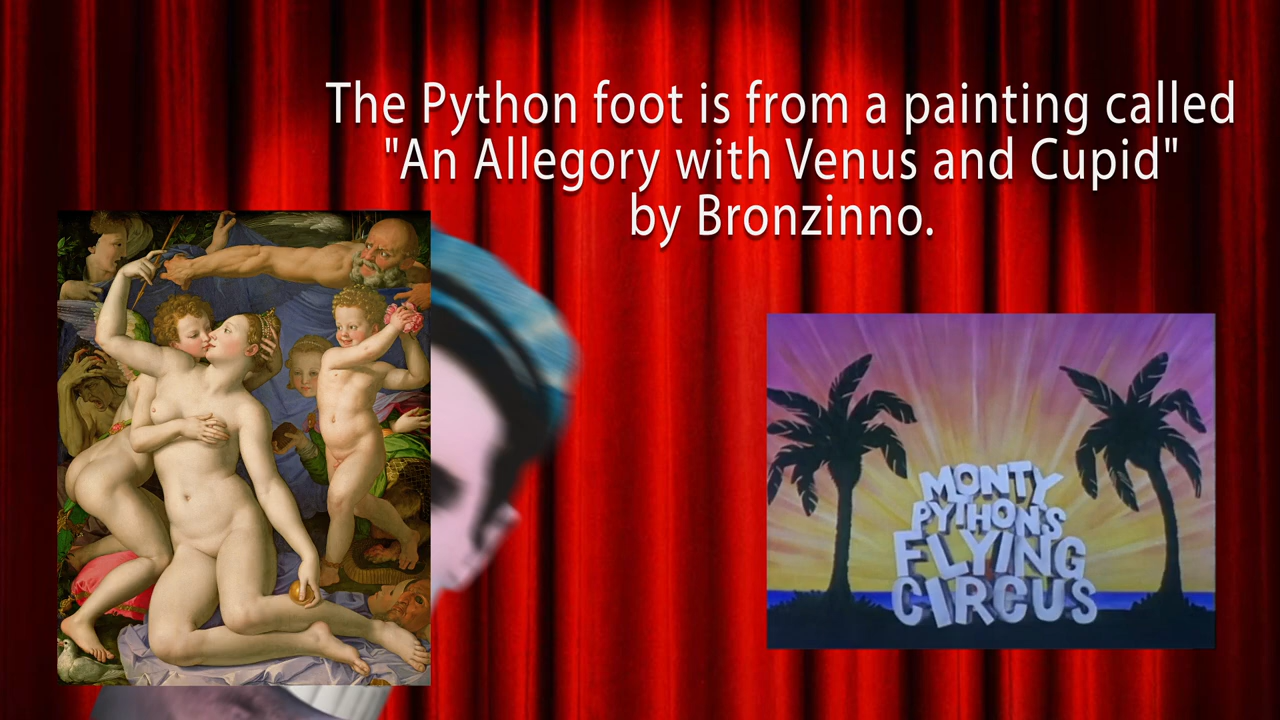 The Python foot is from a painting called
"An Allegory with Venus and Cupid"
by Bronzinno.
MONTY
PYTHON'S
FLYING
CIRCUS